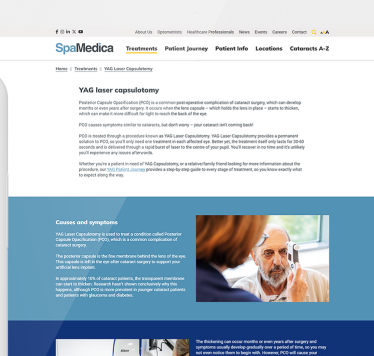 About Us Optometrists Healthcare Professionals News Events Careers Contact
SpaMedica
Treatments Patient Journey Patient Info Locations Cataracts A-Z
Home | Treatments | YAG Laser Capsulotomy
YAG laser capsulotomy
Posterior Capsule Opacification (PCO) is a common post-operative complication of cataract surgery, which can develop
months or even years after surgery. It occurs when the lens capsule – which holds the lens in place – starts to thicken,
which can make it more difficult for light to reach the back of the eye.
PCO causes symptoms similar to cataracts, but don't worry – your cataract isn't coming back!
PCO is treated through a procedure known as YAG Laser Capsulotomy. YAG Laser Capsulotomy provides a permanent
solution to PCO, so you'll only need one treatment in each affected eye. Better yet, the treatment itself only lasts for 30-60
seconds and is delivered through a rapid burst of laser to the centre of your pupil. You'll recover in no time and it's unlikely
you'll experience any issues afterwards.
Whether you're a patient in need of YAG Capsulotomy, or a relative/family friend looking for more information about the
procedure, our YAG Patient Journey provides a step-by-step guide to every stage of treatment, so you know exactly what
to expect along the way.
Causes and symptoms
YAG Laser Capsulotomy is used to treat a condition called Posterior
Capsule Opacification (PCO), which is a common complication of
cataract surgery.
The posterior capsule is the fine membrane behind the lens of the eye.
This capsule is left in the eye after cataract surgery to support your
artificial lens implant.
In approximately 10% of cataract patients, the transparent membrane
can start to thicken. Research hasn't shown conclusively why this
happens, although PCO is more prevalent in younger cataract patients
and patients with glaucoma and diabetes.
The thickening can occur months or even years after surgery and
symptoms usually develop gradually over a period of time, so you may
not even notice them to begin with. However, PCO will cause your